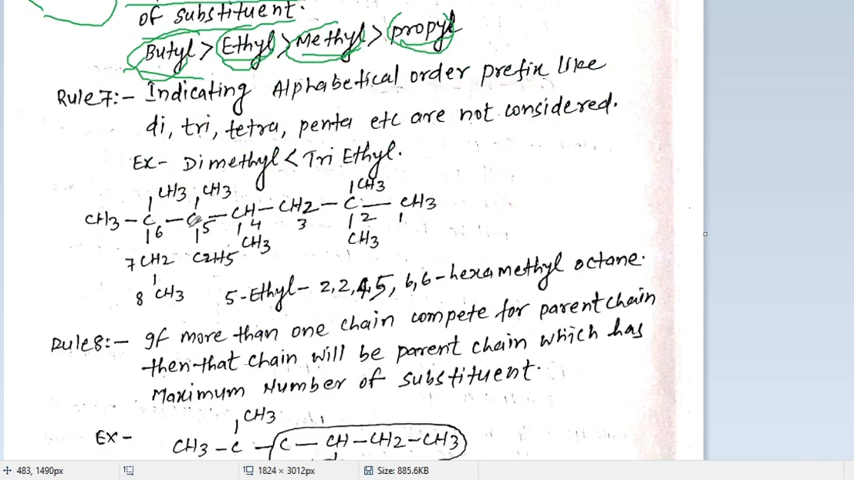 of substituent.
Butyl > Ethyl > Methyl > propyl
Rule7:- Indicating Alphabetical order prefix like
di, tri, tetra, penta etc are not considered.
Ex- Dimethyl < Tri Ethyl.
CH3 CH3 CH3
CH3 - C - C - CH - CH2 - C - CH3
6 5 4 3 2 1
7 CH2 C2H5 CH3 CH3
8 CH3 5-Ethyl- 2,2,4,5, 6,6-hexamethyl octane.
Rule8:- If more than one chain compete for parent chain
then that chain will be parent chain which has
Maximum Number of substituent.
CH3
Ex- CH3 - C - C - CH - CH2 - CH3
483, 1490px 1824 × 3012px Size: 885.6KB